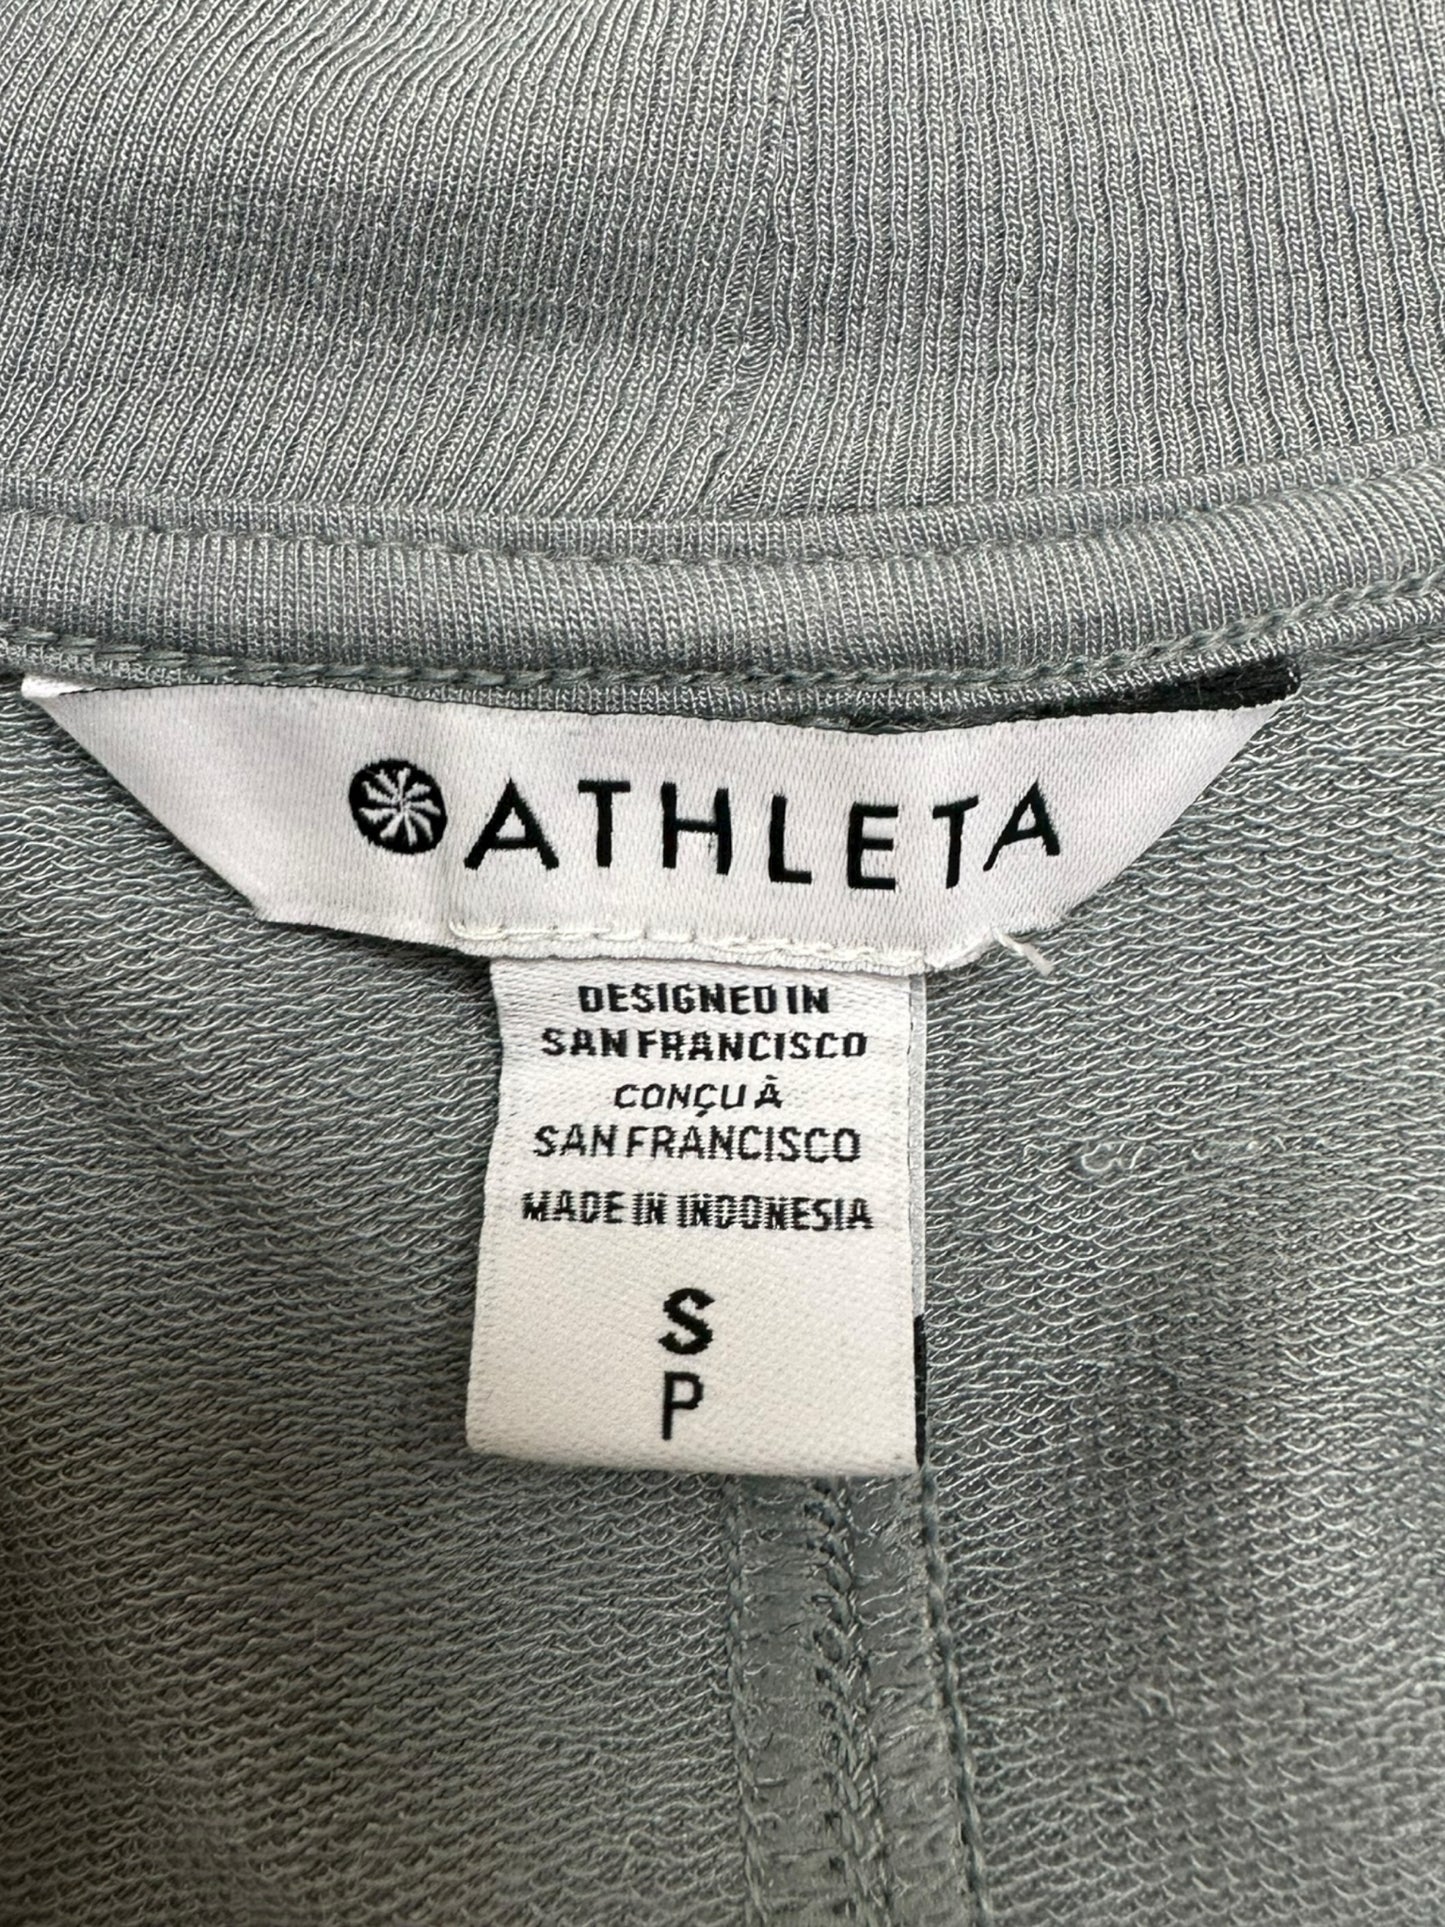 ATHLETA
DESIGNED IN
SAN FRANCISCO
CONÇU À
SAN FRANCISCO
MADE IN INDONESIA
S
P